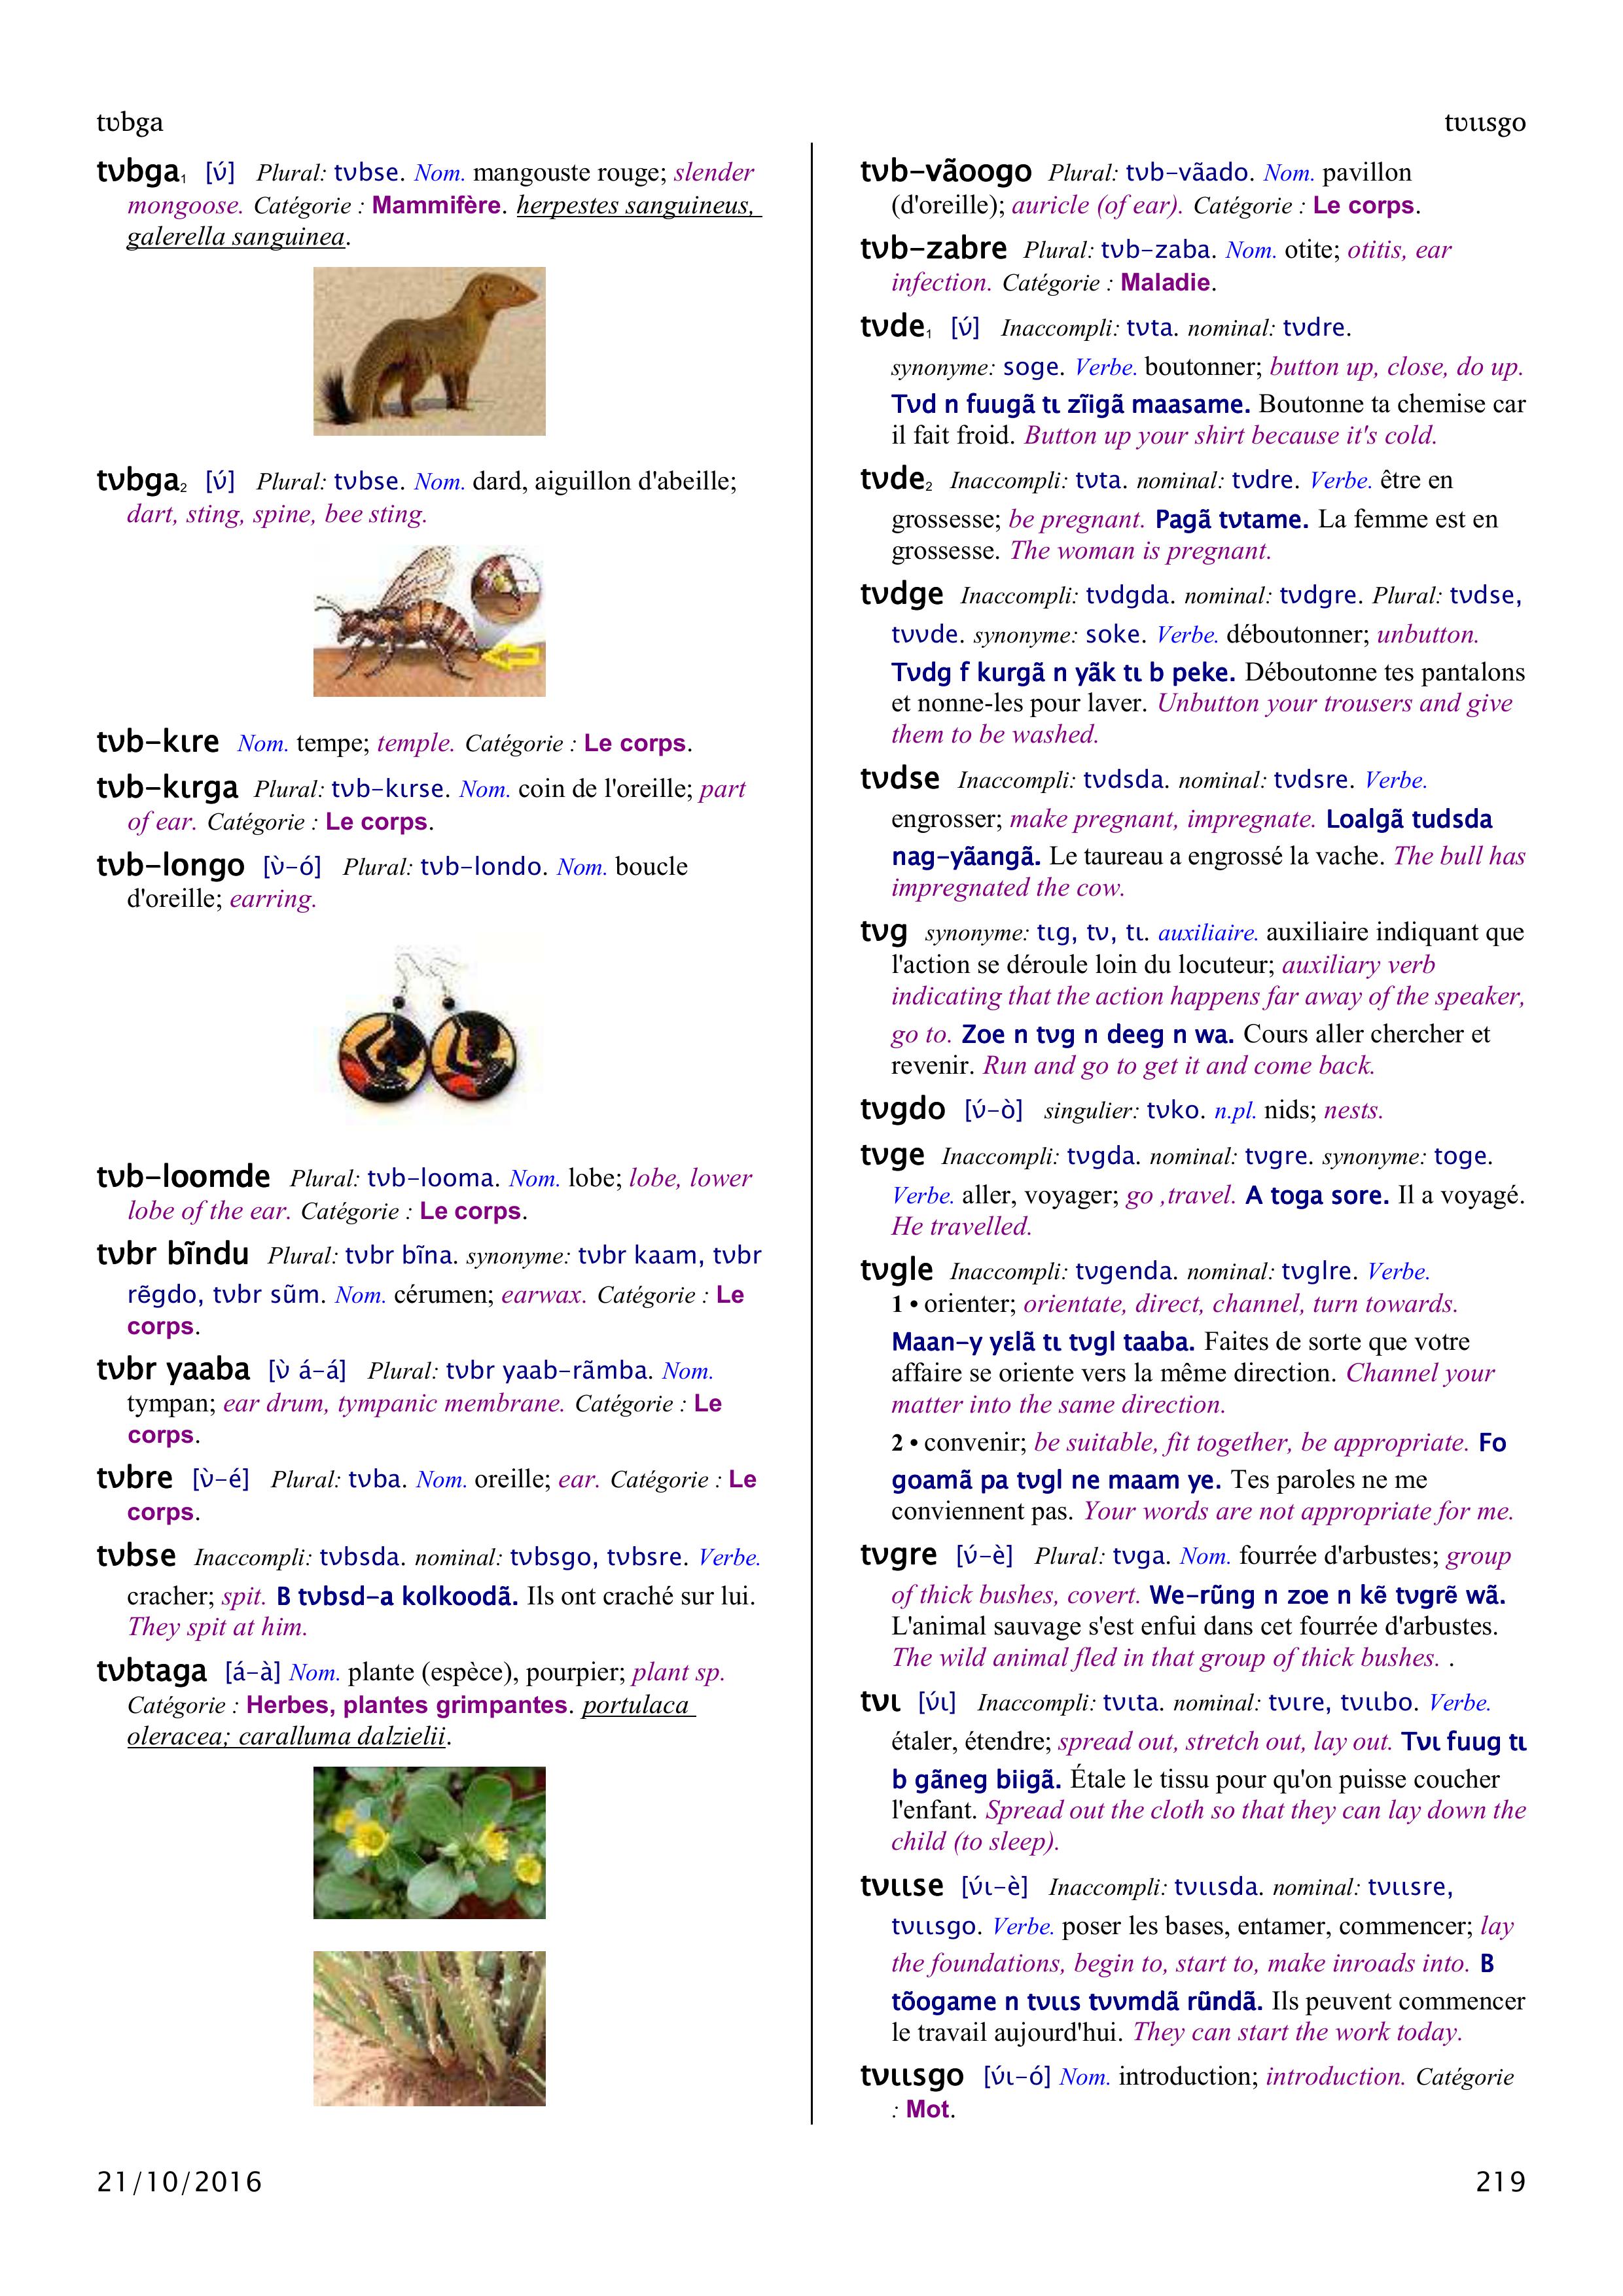 tʋbga
tʋɩɩsgo
tʋbga₁ [ʋ́] Plural: tʋbse. Nom. mangouste rouge; slender
mongoose. Catégorie : Mammifère. herpestes sanguineus,
galerella sanguinea.
tʋbga₂ [ʋ́] Plural: tʋbse. Nom. dard, aiguillon d'abeille;
dart, sting, spine, bee sting.
tʋb-kɩre Nom. tempe; temple. Catégorie : Le corps.
tʋb-kɩrga Plural: tʋb-kɩrse. Nom. coin de l'oreille; part
of ear. Catégorie : Le corps.
tʋb-longo [ʋ̀-ó] Plural: tʋb-londo. Nom. boucle
d'oreille; earring.
tʋb-loomde Plural: tʋb-looma. Nom. lobe; lobe, lower
lobe of the ear. Catégorie : Le corps.
tʋbr bĩndu Plural: tʋbr bĩna. synonyme: tʋbr kaam, tʋbr
rẽgdo, tʋbr sũm. Nom. cérumen; earwax. Catégorie : Le
corps.
tʋbr yaaba [ʋ̀ á-á] Plural: tʋbr yaab-rãmba. Nom.
tympan; ear drum, tympanic membrane. Catégorie : Le
corps.
tʋbre [ʋ̀-é] Plural: tʋba. Nom. oreille; ear. Catégorie : Le
corps.
tʋbse Inaccompli: tʋbsda. nominal: tʋbsgo, tʋbsre. Verbe.
cracher; spit. B tʋbsd-a kolkoodã. Ils ont craché sur lui.
They spit at him.
tʋbtaga [á-à] Nom. plante (espèce), pourpier; plant sp.
Catégorie : Herbes, plantes grimpantes. portulaca
oleracea; caralluma dalzielii.
tʋb-vãoogo Plural: tʋb-vãado. Nom. pavillon
(d'oreille); auricle (of ear). Catégorie : Le corps.
tʋb-zabre Plural: tʋb-zaba. Nom. otite; otitis, ear
infection. Catégorie : Maladie.
tʋde₁ [ʋ́] Inaccompli: tʋta. nominal: tʋdre.
synonyme: soge. Verbe. boutonner; button up, close, do up.
Tʋd n fuugã tɩ zĩigã maasame. Boutonne ta chemise car
il fait froid. Button up your shirt because it's cold.
tʋde₂ Inaccompli: tʋta. nominal: tʋdre. Verbe. être en
grossesse; be pregnant. Pagã tʋtame. La femme est en
grossesse. The woman is pregnant.
tʋdge Inaccompli: tʋdgda. nominal: tʋdgre. Plural: tʋdse,
tʋʋde. synonyme: soke. Verbe. déboutonner; unbutton.
Tʋdg f kurgã n yãk tɩ b peke. Déboutonne tes pantalons
et nonne-les pour laver. Unbutton your trousers and give
them to be washed.
tʋdse Inaccompli: tʋdsda. nominal: tʋdsre. Verbe.
engrosser; make pregnant, impregnate. Loalgã tudsda
nag-yãangã. Le taureau a engrossé la vache. The bull has
impregnated the cow.
tʋg synonyme: tɩg, tʋ, tɩ. auxiliaire. auxiliaire indiquant que
l'action se déroule loin du locuteur; auxiliary verb
indicating that the action happens far away of the speaker,
go to. Zoe n tʋg n deeg n wa. Cours aller chercher et
revenir. Run and go to get it and come back.
tʋgdo [ʋ́-ò] singulier: tʋko. n.pl. nids; nests.
tʋge Inaccompli: tʋgda. nominal: tʋgre. synonyme: toge.
Verbe. aller, voyager; go ,travel. A toga sore. Il a voyagé.
He travelled.
tʋgle Inaccompli: tʋgenda. nominal: tʋglre. Verbe.
1 • orienter; orientate, direct, channel, turn towards.
Maan-y yɛlã tɩ tʋgl taaba. Faites de sorte que votre
affaire se oriente vers la même direction. Channel your
matter into the same direction.
2 • convenir; be suitable, fit together, be appropriate. Fo
goamã pa tʋgl ne maam ye. Tes paroles ne me
conviennent pas. Your words are not appropriate for me.
tʋgre [ʋ́-è] Plural: tʋga. Nom. fourrée d'arbustes; group
of thick bushes, covert. We-rũng n zoe n kẽ tʋgrẽ wã.
L'animal sauvage s'est enfui dans cet fourrée d'arbustes.
The wild animal fled in that group of thick bushes. .
tʋɩ [ʋ́ɩ] Inaccompli: tʋɩta. nominal: tʋɩre, tʋɩɩbo. Verbe.
étaler, étendre; spread out, stretch out, lay out. Tʋɩ fuug tɩ
b gãneg biigã. Étale le tissu pour qu'on puisse coucher
l'enfant. Spread out the cloth so that they can lay down the
child (to sleep).
tʋɩɩse [ʋ́ɩ-è] Inaccompli: tʋɩɩsda. nominal: tʋɩɩsre,
tʋɩɩsgo. Verbe. poser les bases, entamer, commencer; lay
the foundations, begin to, start to, make inroads into. B
tõogame n tʋɩɩs tʋʋmdã rũndã. Ils peuvent commencer
le travail aujourd'hui. They can start the work today.
tʋɩɩsgo [ʋ́ɩ-ó] Nom. introduction; introduction. Catégorie
: Mot.
21/10/2016
219